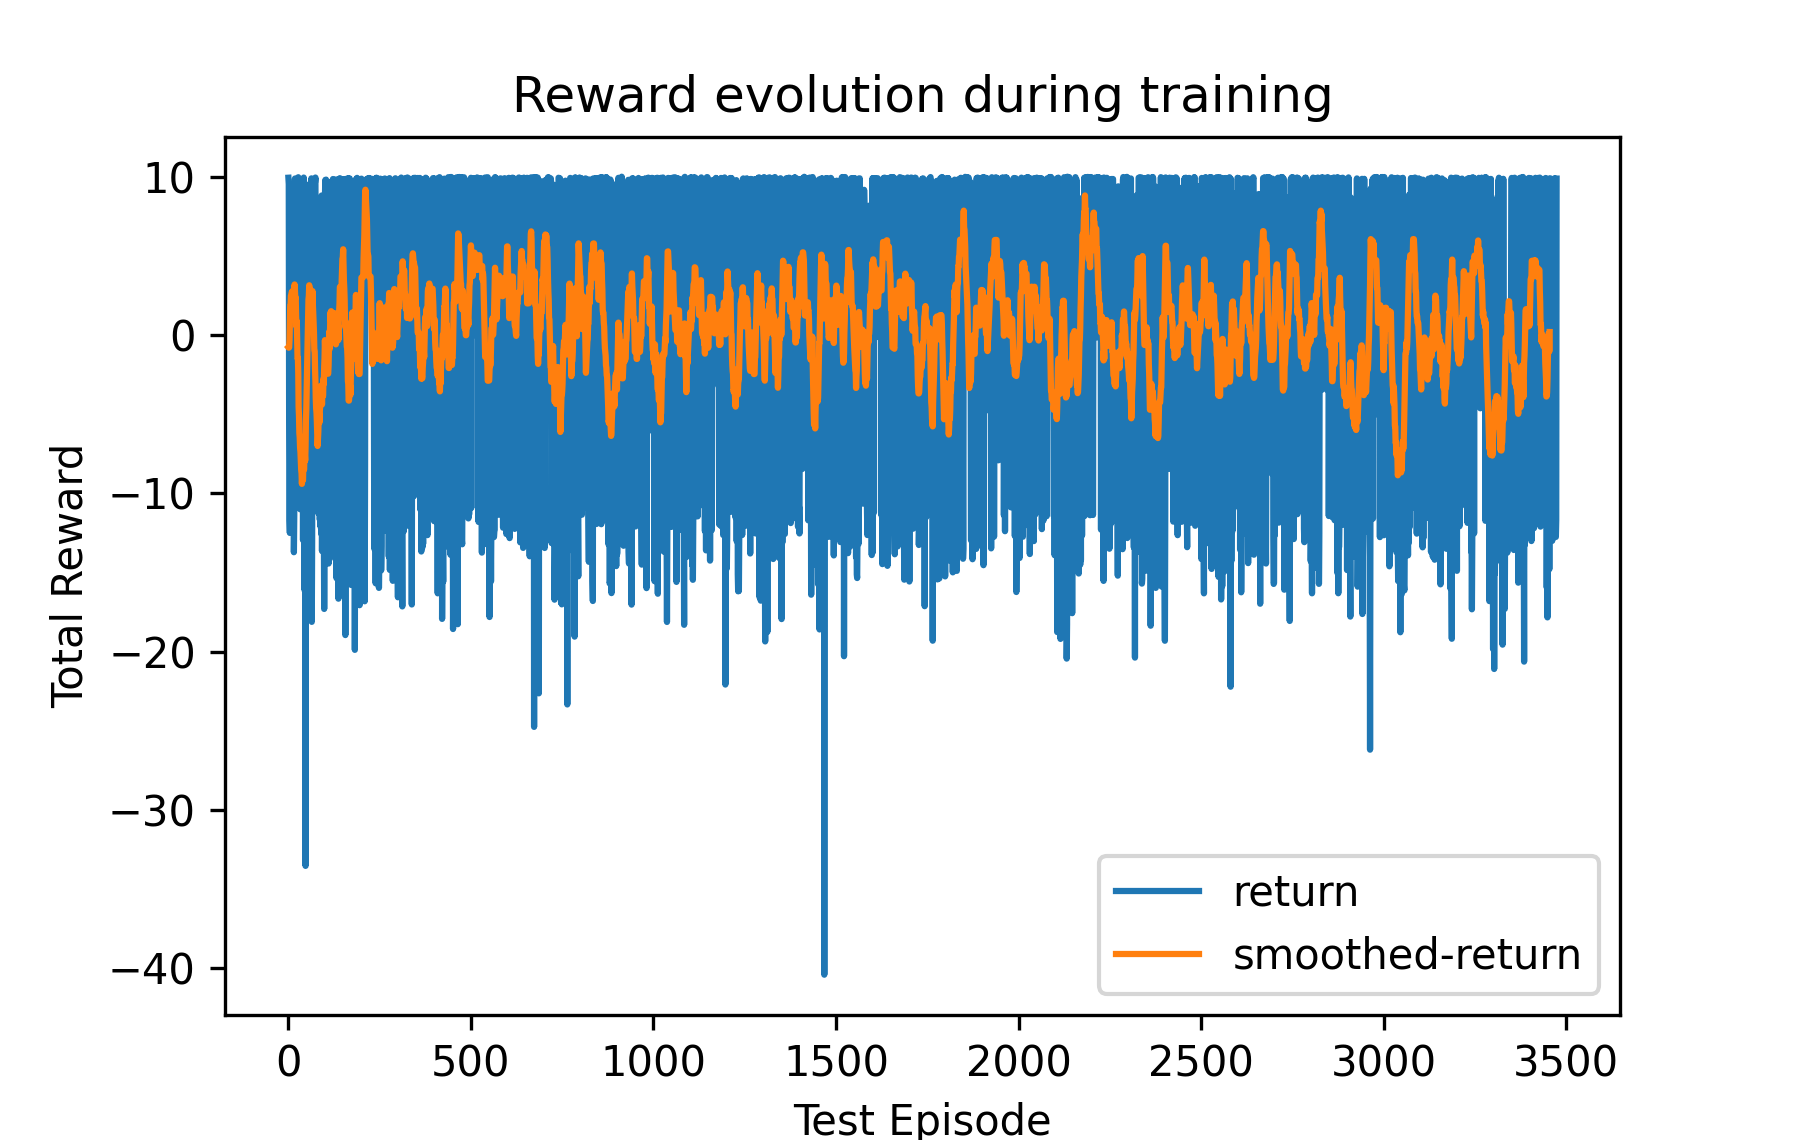 Reward evolution during training
10
0
−10
−20
−30
−40
Total Reward
return
smoothed-return
0 500 1000 1500 2000 2500 3000 3500
Test Episode